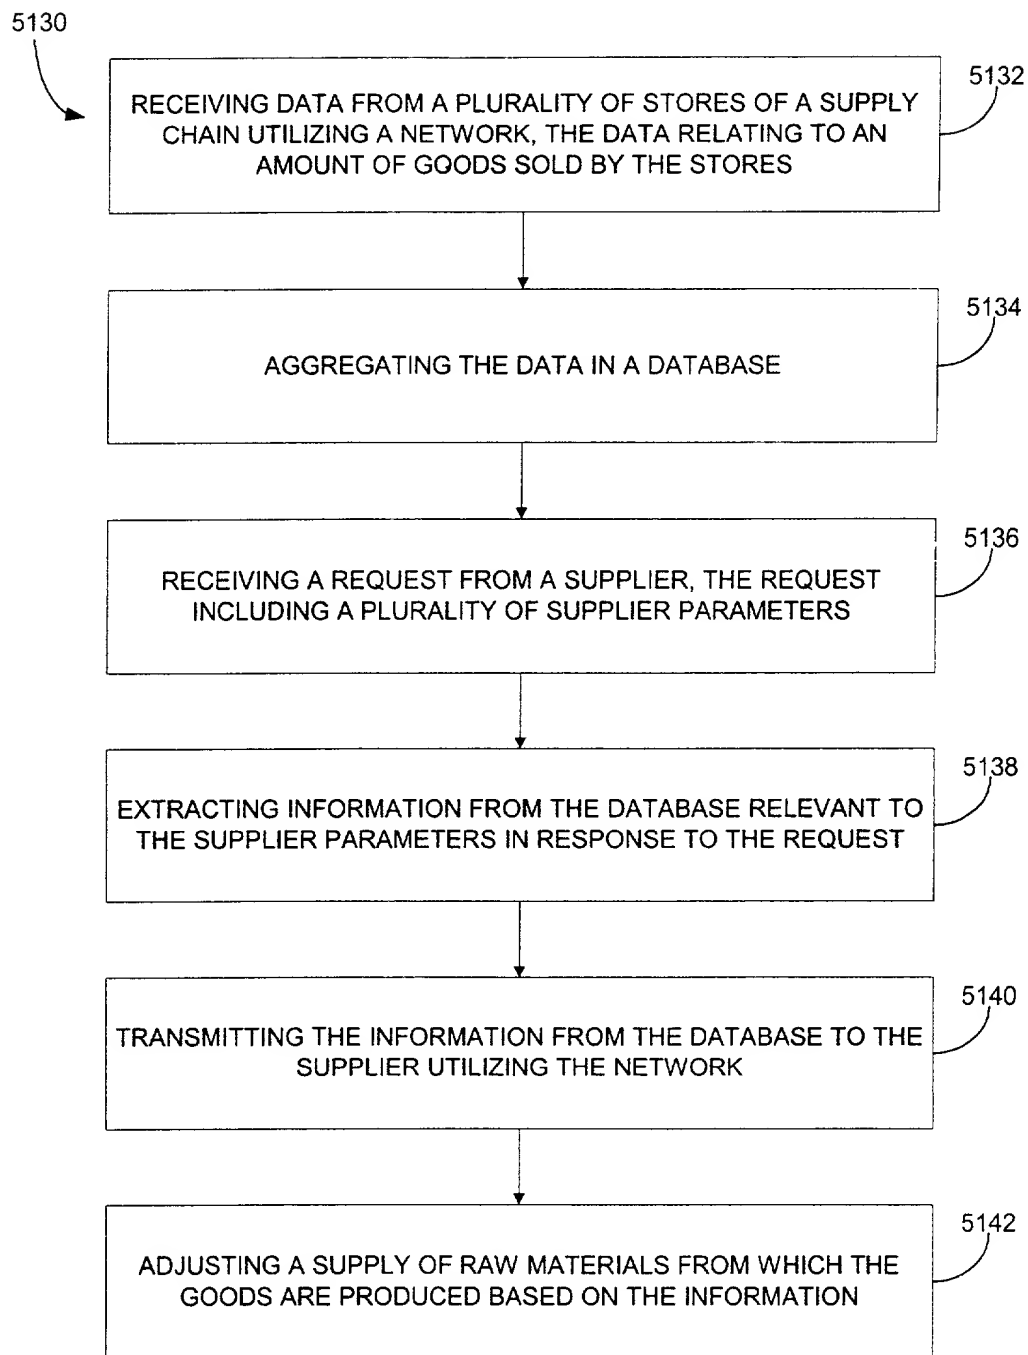 5130
5132
RECEIVING DATA FROM A PLURALITY OF STORES OF A SUPPLY
CHAIN UTILIZING A NETWORK, THE DATA RELATING TO AN
AMOUNT OF GOODS SOLD BY THE STORES
5134
AGGREGATING THE DATA IN A DATABASE
5136
RECEIVING A REQUEST FROM A SUPPLIER, THE REQUEST
INCLUDING A PLURALITY OF SUPPLIER PARAMETERS
5138
EXTRACTING INFORMATION FROM THE DATABASE RELEVANT TO
THE SUPPLIER PARAMETERS IN RESPONSE TO THE REQUEST
5140
TRANSMITTING THE INFORMATION FROM THE DATABASE TO THE
SUPPLIER UTILIZING THE NETWORK
5142
ADJUSTING A SUPPLY OF RAW MATERIALS FROM WHICH THE
GOODS ARE PRODUCED BASED ON THE INFORMATION